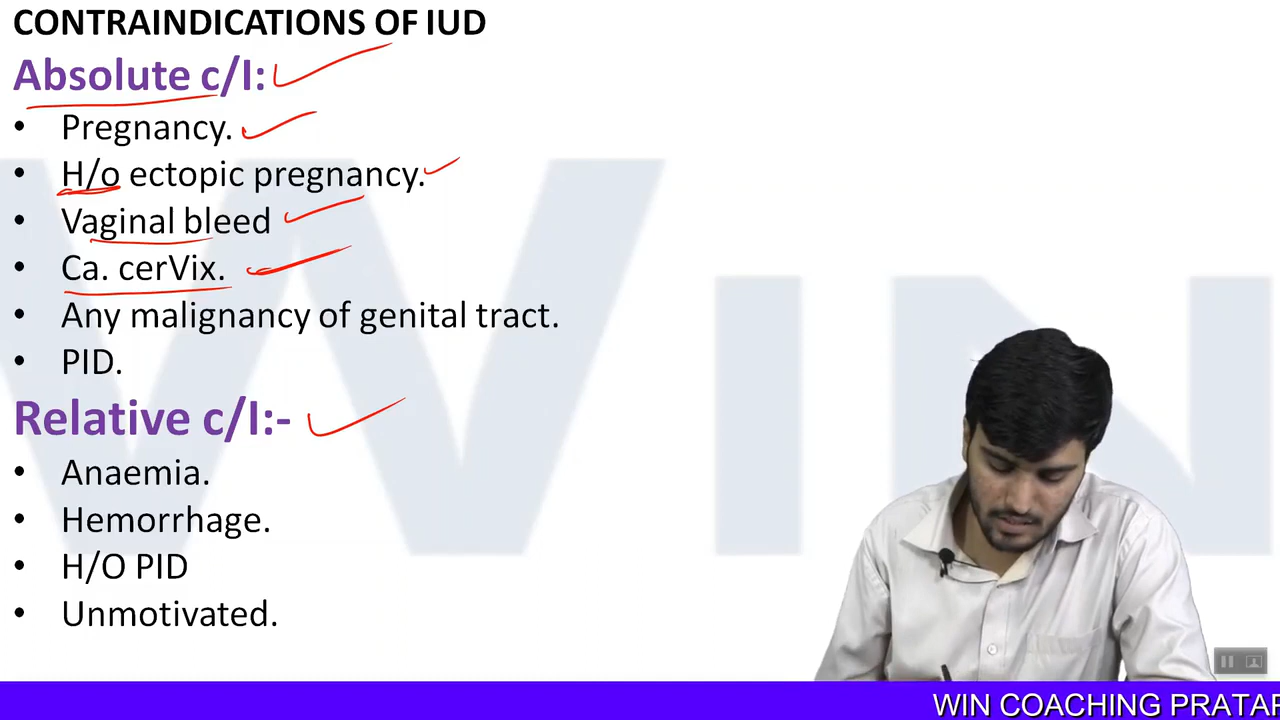 CONTRAINDICATIONS OF IUD
Absolute c/I:
• Pregnancy.
• H/o ectopic pregnancy.
• Vaginal bleed
• Ca. cerVix.
• Any malignancy of genital tract.
• PID.
Relative c/I:-
• Anaemia.
• Hemorrhage.
• H/O PID
• Unmotivated.
WIN
WIN COACHING PRATAP